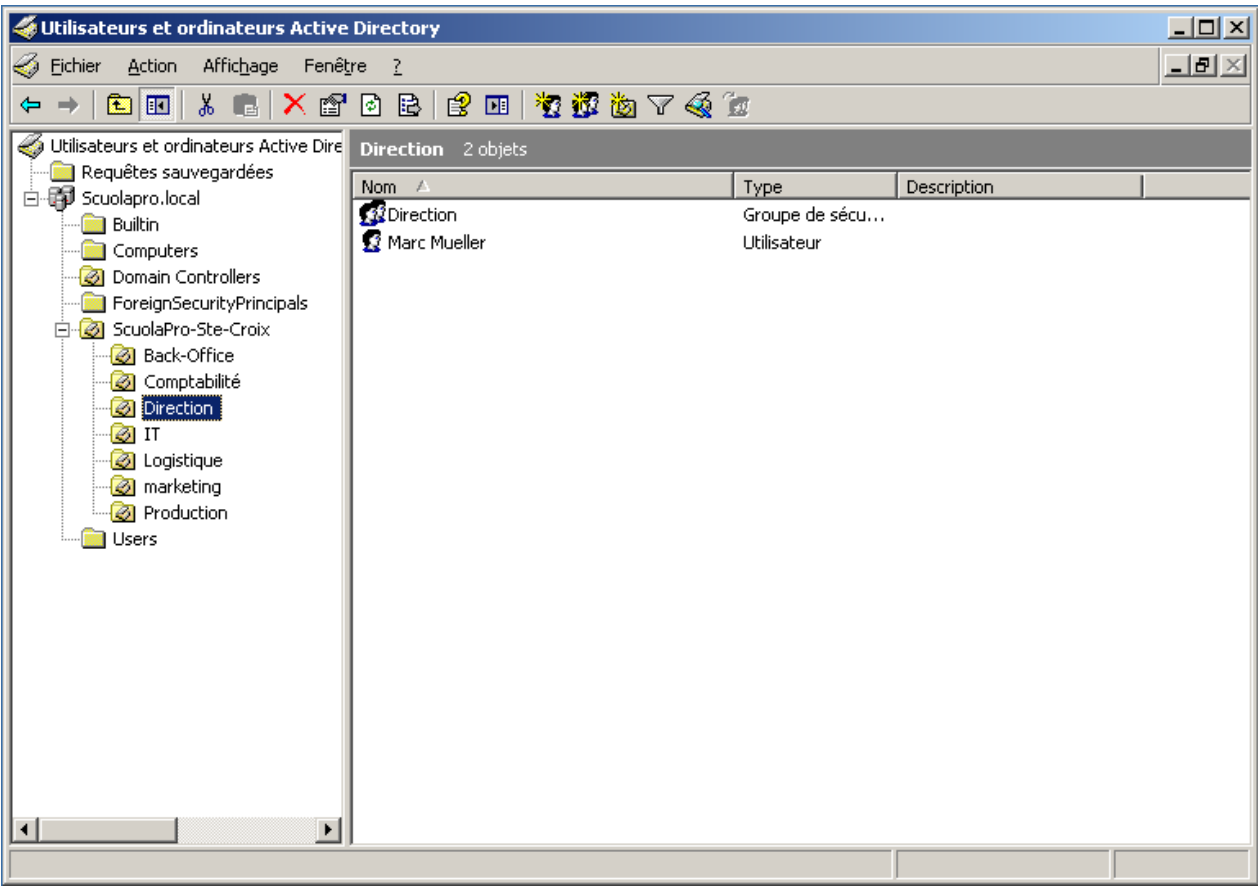 Utilisateurs et ordinateurs Active Directory
Fichier Action Affichage Fenêtre ?
Utilisateurs et ordinateurs Active Dire
Requêtes sauvegardées
Scuolapro.local
Builtin
Computers
Domain Controllers
ForeignSecurityPrincipals
ScuolaPro-Ste-Croix
Back-Office
Comptabilité
Direction
IT
Logistique
marketing
Production
Users
Direction 2 objets
Nom Type Description
Direction Groupe de sécu...
Marc Mueller Utilisateur